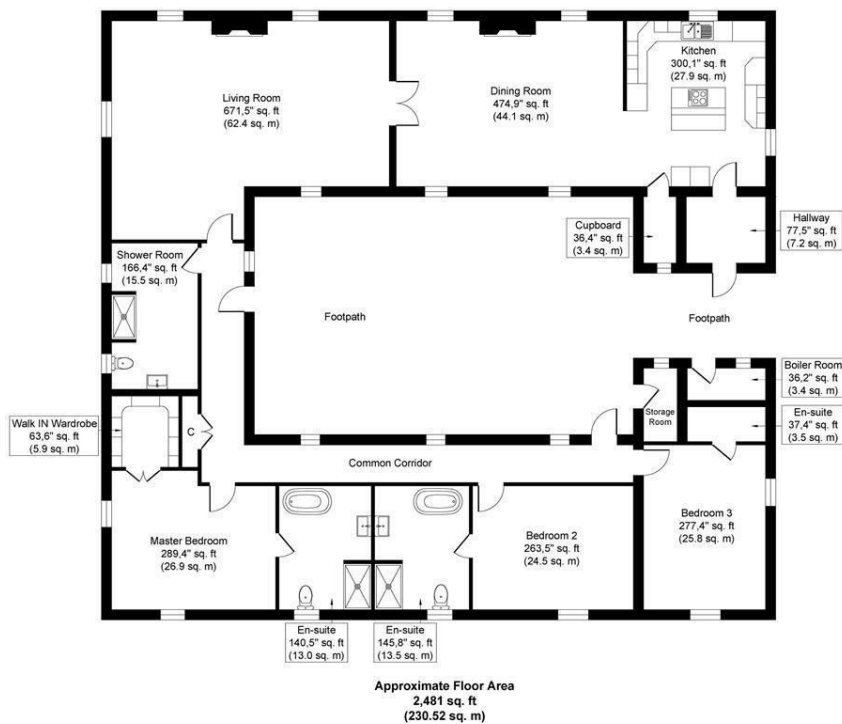 Living Room
671,5" sq. ft
(62.4 sq. m)
Dining Room
474,9" sq. ft
(44.1 sq. m)
Kitchen
300,1" sq. ft
(27.9 sq. m)
Cupboard
36,4" sq. ft
(3.4 sq. m)
Hallway
77,5" sq. ft
(7.2 sq. m)
Shower Room
166,4" sq. ft
(15.5 sq. m)
Footpath
Footpath
Boiler Room
36,2" sq. ft
(3.4 sq. m)
Storage
Room
En-suite
37,4" sq. ft
(3.5 sq. m)
Walk IN Wardrobe
63,6" sq. ft
(5.9 sq. m)
C
Common Corridor
Master Bedroom
289,4" sq. ft
(26.9 sq. m)
Bedroom 2
263,5" sq. ft
(24.5 sq. m)
Bedroom 3
277,4" sq. ft
(25.8 sq. m)
En-suite
140,5" sq. ft
(13.0 sq. m)
En-suite
145,8" sq. ft
(13.5 sq. m)
Approximate Floor Area
2,481 sq. ft
(230.52 sq. m)